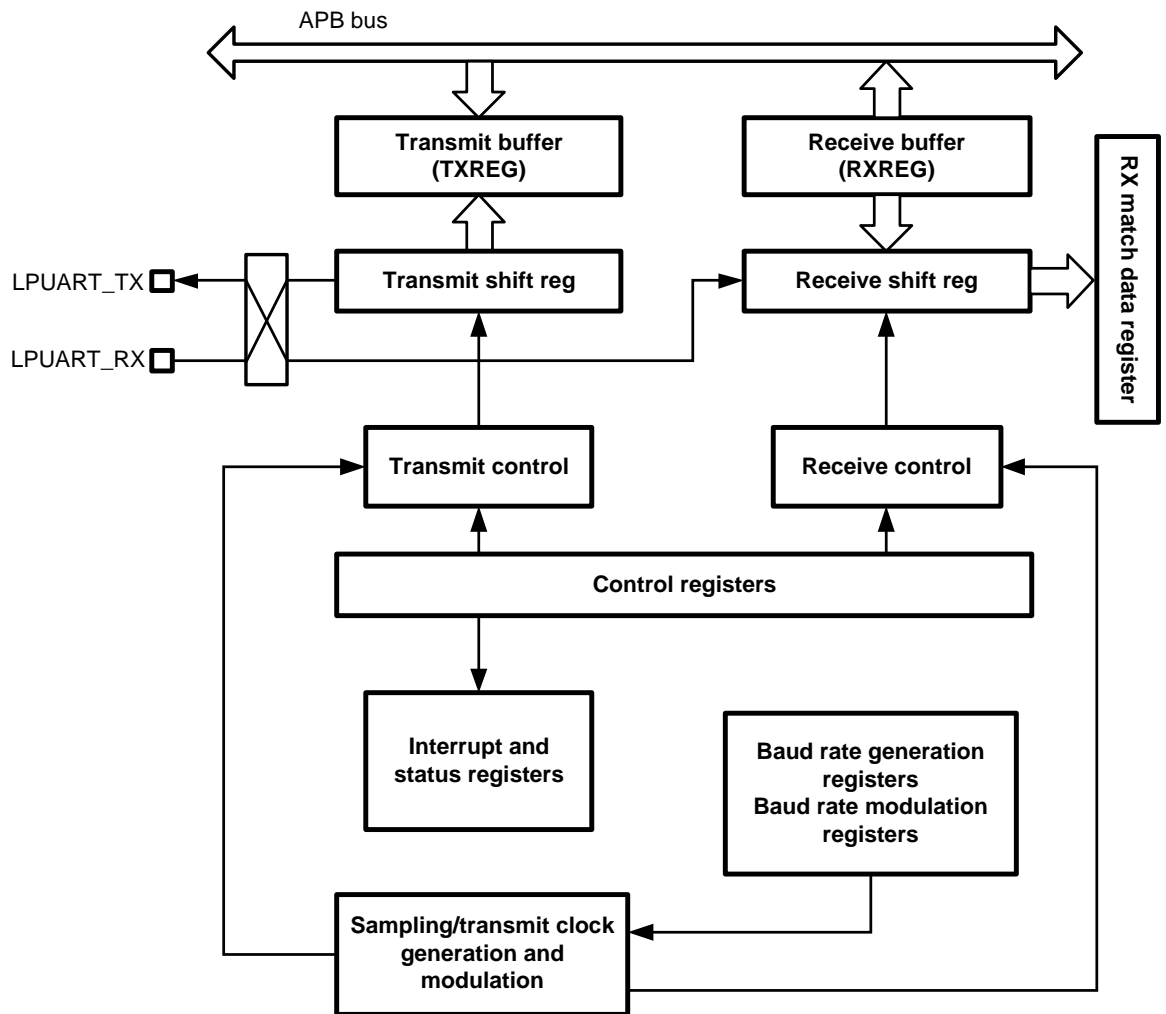 APB bus
Transmit buffer
(TXREG)
Receive buffer
(RXREG)
RX match data register
LPUART_TX
Transmit shift reg
Receive shift reg
LPUART_RX
Transmit control
Receive control
Control registers
Interrupt and
status registers
Baud rate generation
registers
Baud rate modulation
registers
Sampling/transmit clock
generation and
modulation